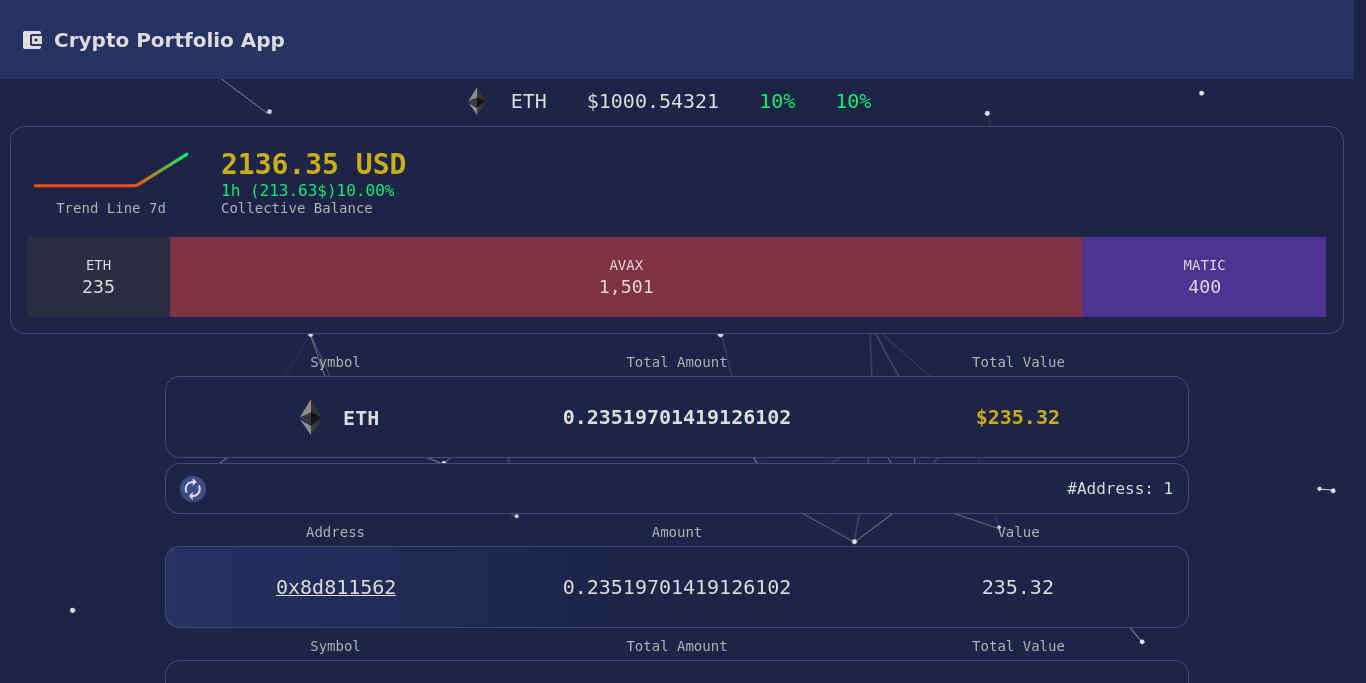 Crypto Portfolio App
ETH $1000.54321 10% 10%
2136.35 USD
1h (213.63$)10.00%
Trend Line 7d Collective Balance
ETH AVAX MATIC
235 1,501 400
Symbol Total Amount Total Value
ETH 0.23519701419126102 $235.32
#Address: 1
Address Amount Value
0x8d811562 0.23519701419126102 235.32
Symbol Total Amount Total Value